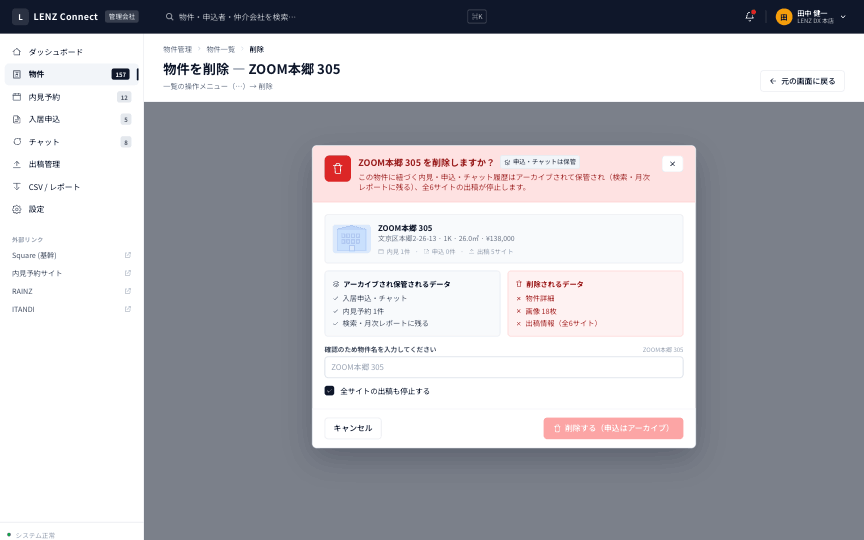 L LENZ Connect 管理会社
物件・申込者・仲介会社を検索…
⌘K
田 田中 健一
LENZ DX 本店
ダッシュボード
物件 157
内見予約 12
入居申込 5
チャット 8
出稿管理
CSV / レポート
設定
外部リンク
Square (基幹)
内見予約サイト
RAINZ
ITANDI
システム正常
物件管理 › 物件一覧 › 削除
物件を削除 — ZOOM本郷 305
一覧の操作メニュー（…）→ 削除
← 元の画面に戻る
ZOOM本郷 305 を削除しますか？ 申込・チャットは保管
この物件に紐づく内見・申込・チャット履歴はアーカイブされて保管され（検索・月次
レポートに残る）、全6サイトの出稿が停止します。
ZOOM本郷 305
文京区本郷2-26-13・1K・26.0㎡・¥138,000
内見 1件 ・ 申込 0件 ・ 出稿 5サイト
アーカイブされ保管されるデータ
入居申込・チャット
内見予約 1件
検索・月次レポートに残る
削除されるデータ
物件詳細
画像 18枚
出稿情報（全6サイト）
確認のため物件名を入力してください ZOOM本郷 305
ZOOM本郷 305
全サイトの出稿も停止する
キャンセル
削除する（申込はアーカイブ）